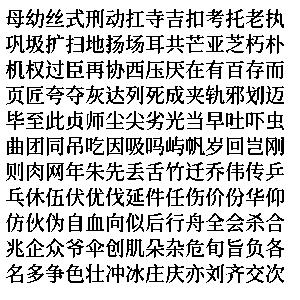 母幼丝式刑动扛寺吉扣考托老执
巩圾扩扫地扬场耳共芒亚芝朽朴
机权过臣再协西压厌在有百存而
页匠夸夺灰达列死成夹轨邪划迈
毕至此贞师尘尖劣光当早吐吓虫
曲团同吊吃因吸吗屿帆岁回岂刚
则肉网年朱先丢舌竹迁乔伟传乒
乓休伍伏优伐延件任伤价份华仰
仿伙伪自血向似后行舟全会杀合
兆企众爷伞创肌朵杂危旬旨负各
名多争色壮冲冰庄庆亦刘齐交次